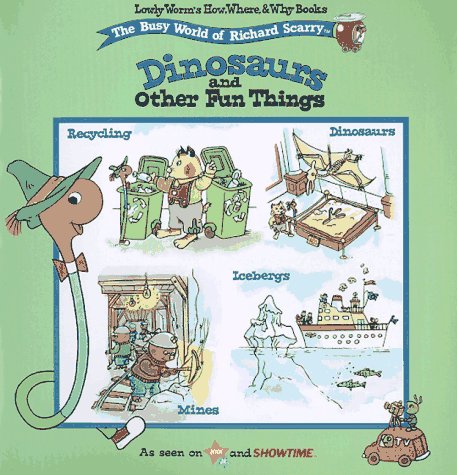 Lowly Worm's How, Where, & Why Books
The Busy World of Richard Scarry™
Dinosaurs
and
Other Fun Things
Recycling
Dinosaurs
Icebergs
Mines
As seen on and SHOWTIME